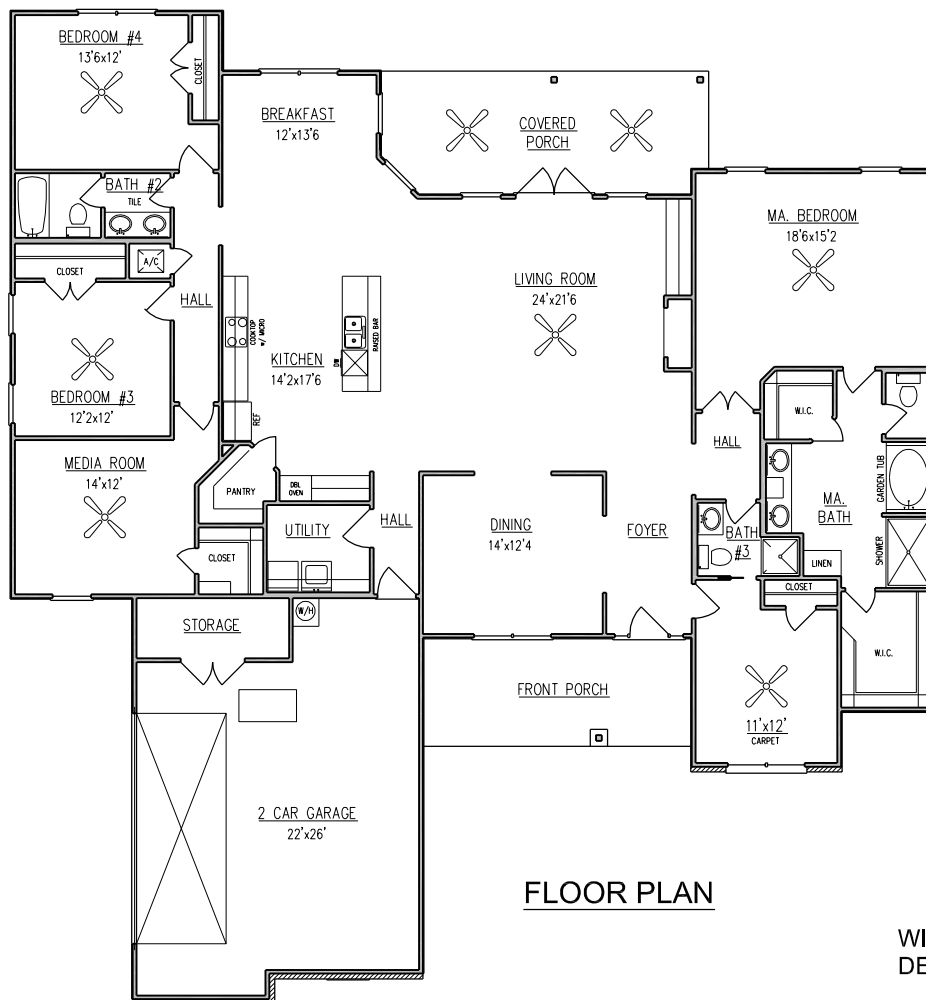 BEDROOM #4
13'6x12'
CLOSET
BREAKFAST
12'x13'6
COVERED
PORCH
BATH #2
TILE
MA. BEDROOM
18'6x15'2
A/C
CLOSET
HALL
LIVING ROOM
24'x21'6
COOKTOP
w/ MICRO
RAISED BAR
DW
KITCHEN
14'2x17'6
BEDROOM #3
12'2x12'
REF
W.I.C.
HALL
MEDIA ROOM
14'x12'
PANTRY
DBL
OVEN
GARDEN TUB
MA.
BATH
UTILITY
HALL
DINING
14'x12'4
FOYER
BATH
#3
CLOSET
LINEN
SHOWER
CLOSET
W/H
STORAGE
W.I.C.
FRONT PORCH
11'x12'
CARPET
2 CAR GARAGE
22'x26'
FLOOR PLAN